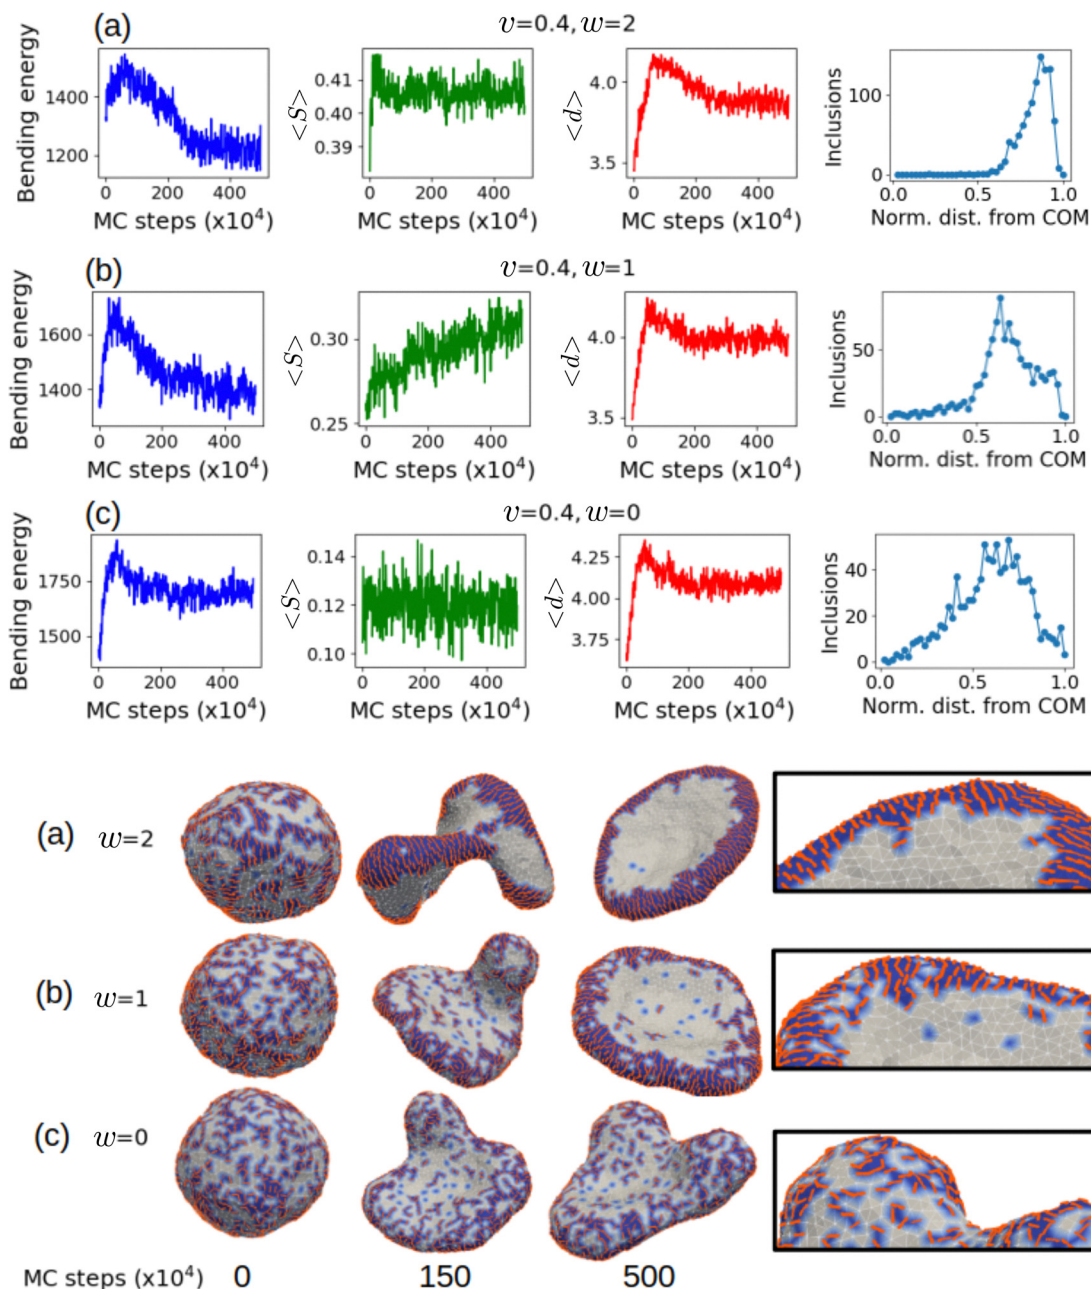 (a) v=0.4, w=2
Bending energy
1400
1200
0 200 400
MC steps (x10⁴)
<S>
0.41
0.40
0.39
0 200 400
MC steps (x10⁴)
<d>
4.0
3.5
0 200 400
MC steps (x10⁴)
Inclusions
100
0
0.5 1.0
Norm. dist. from COM
(b) v=0.4, w=1
Bending energy
1600
1400
0 200 400
MC steps (x10⁴)
<S>
0.30
0.25
0 200 400
MC steps (x10⁴)
<d>
4.0
3.5
0 200 400
MC steps (x10⁴)
Inclusions
50
0
0.0 0.5 1.0
Norm. dist. from COM
(c) v=0.4, w=0
Bending energy
1750
1500
0 200 400
MC steps (x10⁴)
<S>
0.14
0.12
0.10
0 200 400
MC steps (x10⁴)
<d>
4.25
4.00
3.75
0 200 400
MC steps (x10⁴)
Inclusions
40
20
0
0.0 0.5 1.0
Norm. dist. from COM
(a) w=2
(b) w=1
(c) w=0
MC steps (x10⁴) 0 150 500